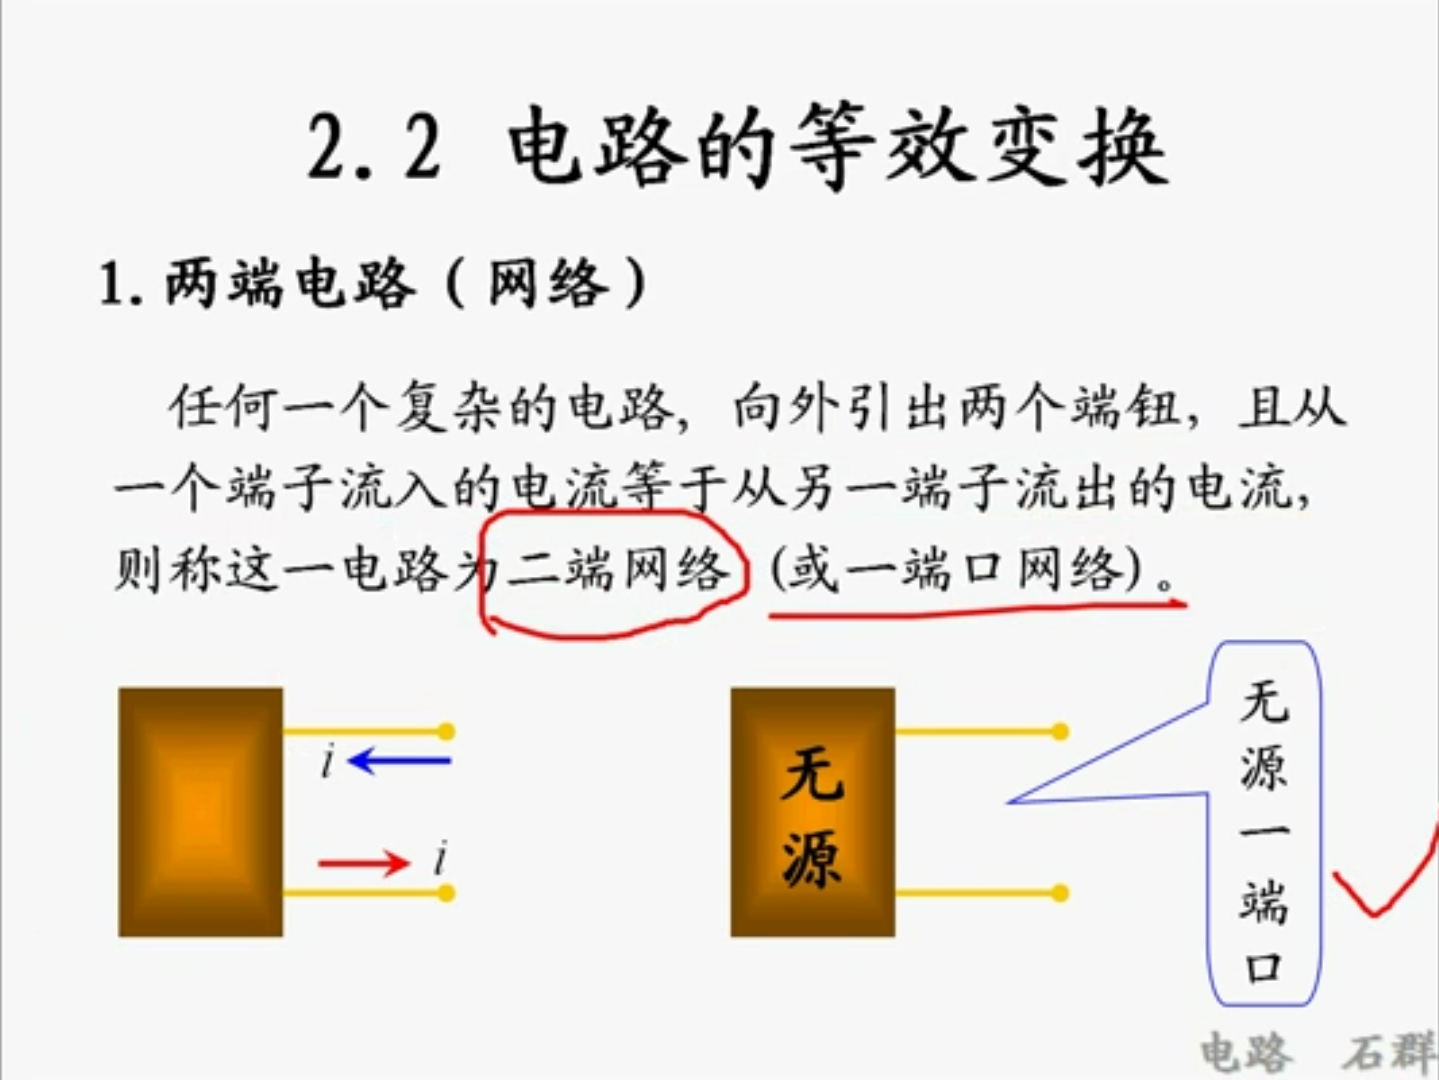 2.2 电路的等效变换
1.两端电路(网络)
任何一个复杂的电路，向外引出两个端钮，且从
一个端子流入的电流等于从另一端子流出的电流，
则称这一电路为二端网络(或一端口网络)。
i
i
无
源
无
源
一
端
口
电路 石群